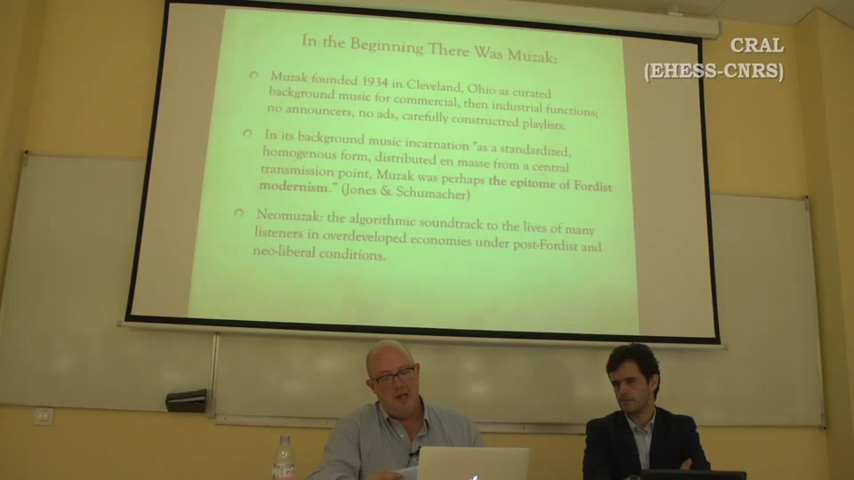 In the Beginning There Was Muzak:
Muzak founded 1934 in Cleveland, Ohio as curated
background music for commercial, then industrial functions;
no announcers, no ads, carefully constructred playlists.
In its background music incarnation "as a standardized,
homogenous form, distributed en masse from a central
transmission point, Muzak was perhaps the epitome of Fordist
modernism." (Jones & Schumacher)
Neomuzak: the algorithmic soundtrack to the lives of many
listeners in overdeveloped economies under post-Fordist and
neo-liberal conditions.
CRAL
(EHESS-CNRS)